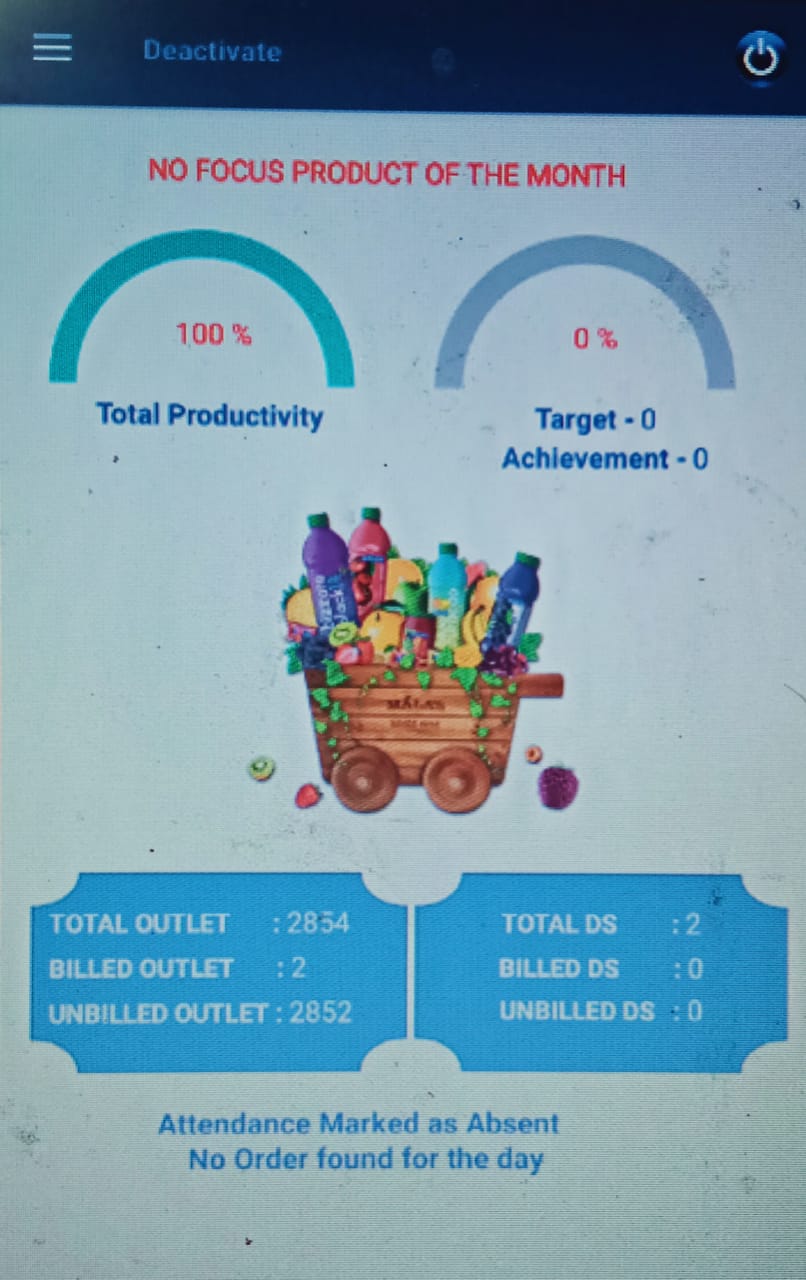 Deactivate
NO FOCUS PRODUCT OF THE MONTH
100 %
0 %
Total Productivity
Target - 0
Achievement - 0
MALAS
TOTAL OUTLET : 2854
BILLED OUTLET : 2
UNBILLED OUTLET : 2852
TOTAL DS : 2
BILLED DS : 0
UNBILLED DS : 0
Attendance Marked as Absent
No Order found for the day